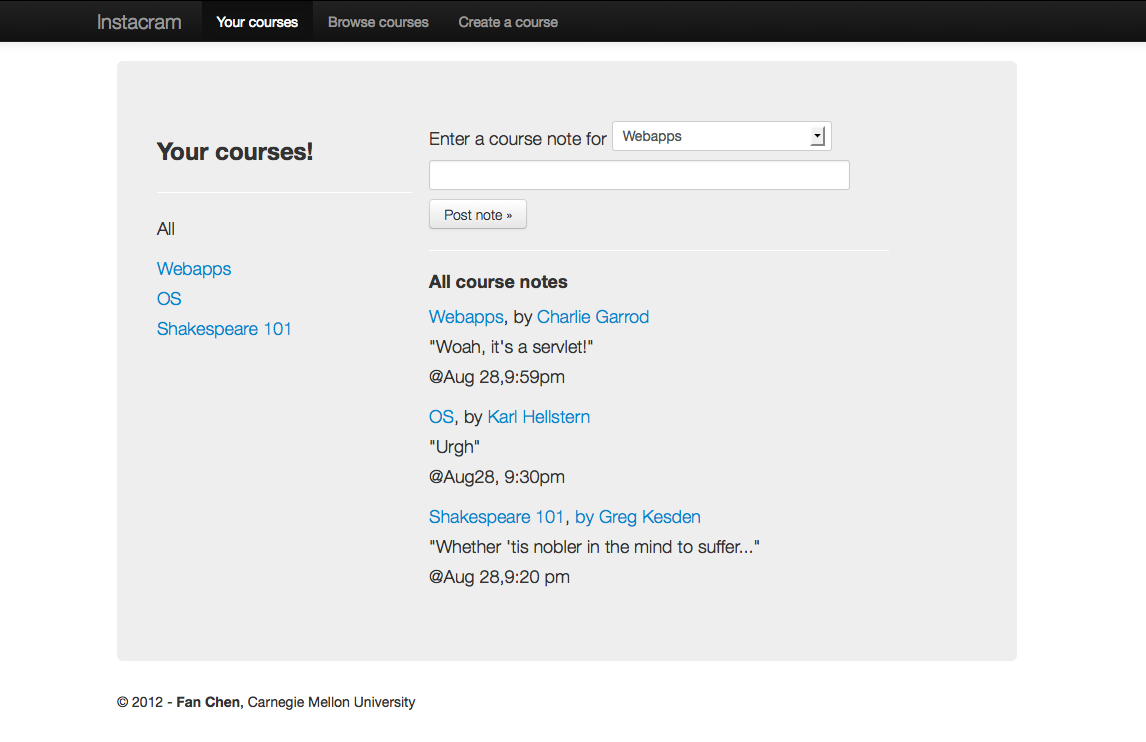 Instacram Your courses Browse courses Create a course
Your courses!
All
Webapps
OS
Shakespeare 101
Enter a course note for Webapps
Post note »
All course notes
Webapps, by Charlie Garrod
"Woah, it's a servlet!"
@Aug 28,9:59pm
OS, by Karl Hellstern
"Urgh"
@Aug28, 9:30pm
Shakespeare 101, by Greg Kesden
"Whether 'tis nobler in the mind to suffer..."
@Aug 28,9:20 pm
© 2012 - Fan Chen, Carnegie Mellon University